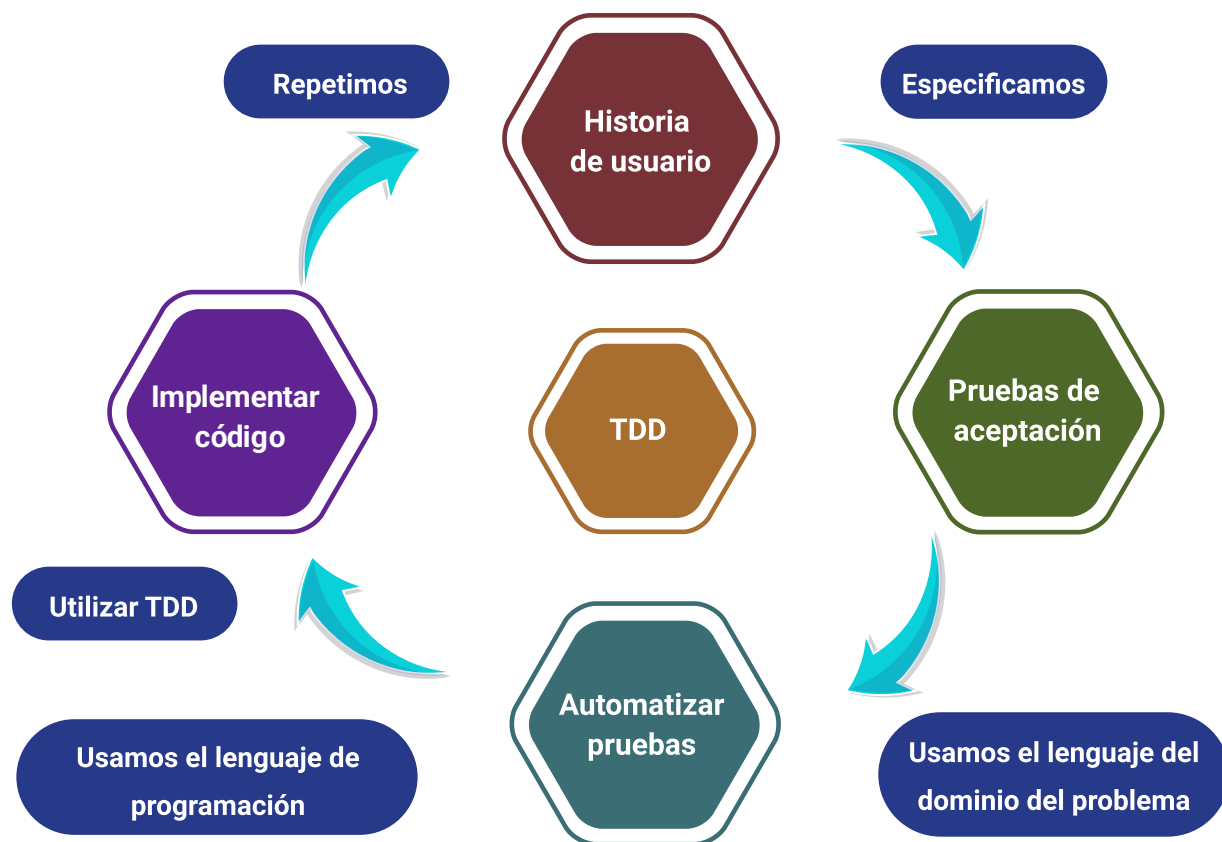 Repetimos
Historia
de usuario
Especificamos
Implementar
código
TDD
Pruebas de
aceptación
Utilizar TDD
Automatizar
pruebas
Usamos el lenguaje de
programación
Usamos el lenguaje del
dominio del problema